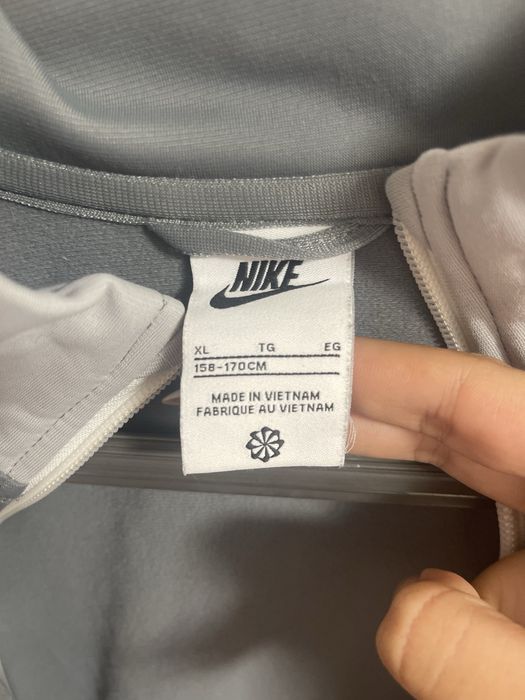 NIKE
XL TG EG
158-170CM
MADE IN VIETNAM
FABRIQUE AU VIETNAM